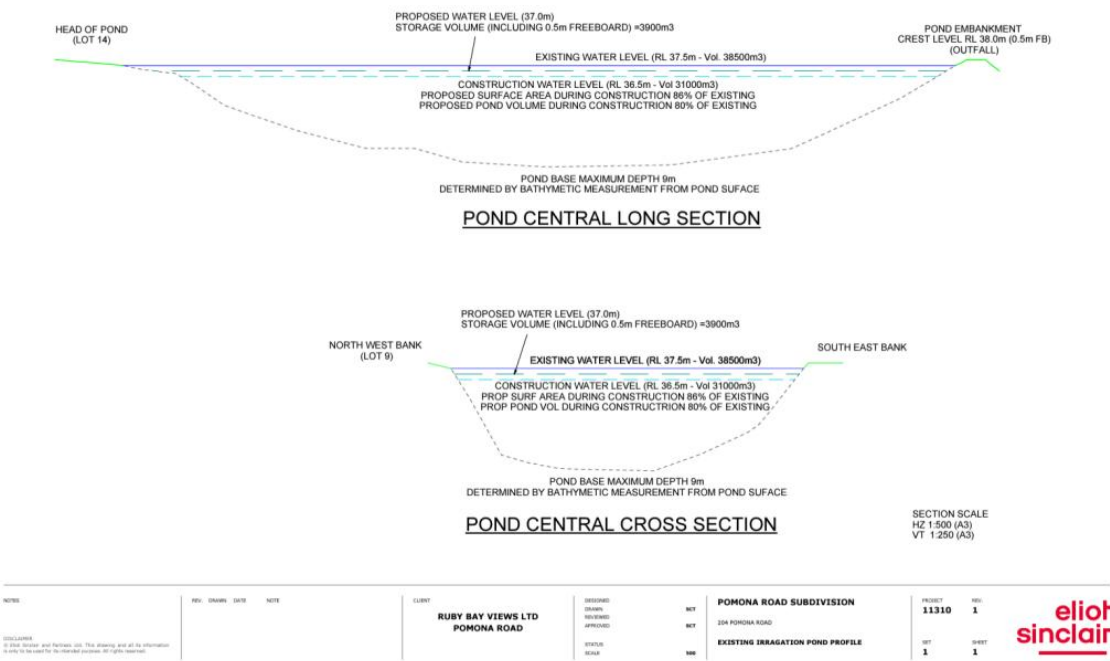 PROPOSED WATER LEVEL (37.0m)
STORAGE VOLUME (INCLUDING 0.5m FREEBOARD) =3900m3
HEAD OF POND
(LOT 14)
POND EMBANKMENT
CREST LEVEL RL 38.0m (0.5m FB)
(OUTFALL)
EXISTING WATER LEVEL (RL 37.5m - Vol. 38500m3)
CONSTRUCTION WATER LEVEL (RL 36.5m - Vol 31000m3)
PROPOSED SURFACE AREA DURING CONSTRUCTION 86% OF EXISTING
PROPOSED POND VOLUME DURING CONSTRUCTRION 80% OF EXISTING
POND BASE MAXIMUM DEPTH 9m
DETERMINED BY BATHYMETIC MEASUREMENT FROM POND SUFACE
POND CENTRAL LONG SECTION
PROPOSED WATER LEVEL (37.0m)
STORAGE VOLUME (INCLUDING 0.5m FREEBOARD) =3900m3
NORTH WEST BANK
(LOT 9)
SOUTH EAST BANK
EXISTING WATER LEVEL (RL 37.5m - Vol. 38500m3)
CONSTRUCTION WATER LEVEL (RL 36.5m - Vol 31000m3)
PROP SURF AREA DURING CONSTRUCTION 86% OF EXISTING
PROP POND VOL DURING CONSTRUCTRION 80% OF EXISTING
POND BASE MAXIMUM DEPTH 9m
DETERMINED BY BATHYMETIC MEASUREMENT FROM POND SUFACE
POND CENTRAL CROSS SECTION
SECTION SCALE
HZ 1:500 (A3)
VT 1:250 (A3)
NOTES
DISCLAIMER
REV. DRAWN DATE NOTE
CLIENT
RUBY BAY VIEWS LTD
POMONA ROAD
DESIGNED
DRAWN SCT
REVIEWED
APPROVED SCT
STATUS
SCALE 500
POMONA ROAD SUBDIVISION
204 POMONA ROAD
EXISTING IRRAGATION POND PROFILE
PROJECT REV.
11310 1
SET SHEET
1 1
eliot
sinclair